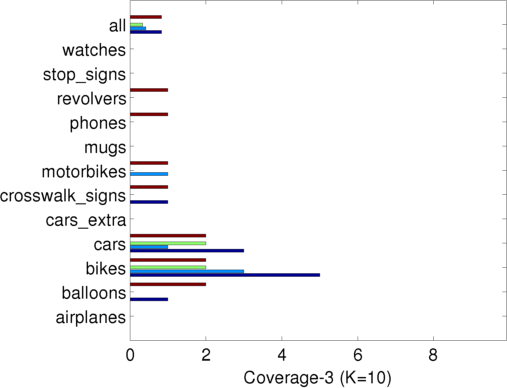 all
watches
stop_signs
revolvers
phones
mugs
motorbikes
crosswalk_signs
cars_extra
cars
bikes
balloons
airplanes
0 2 4 6 8
Coverage-3 (K=10)